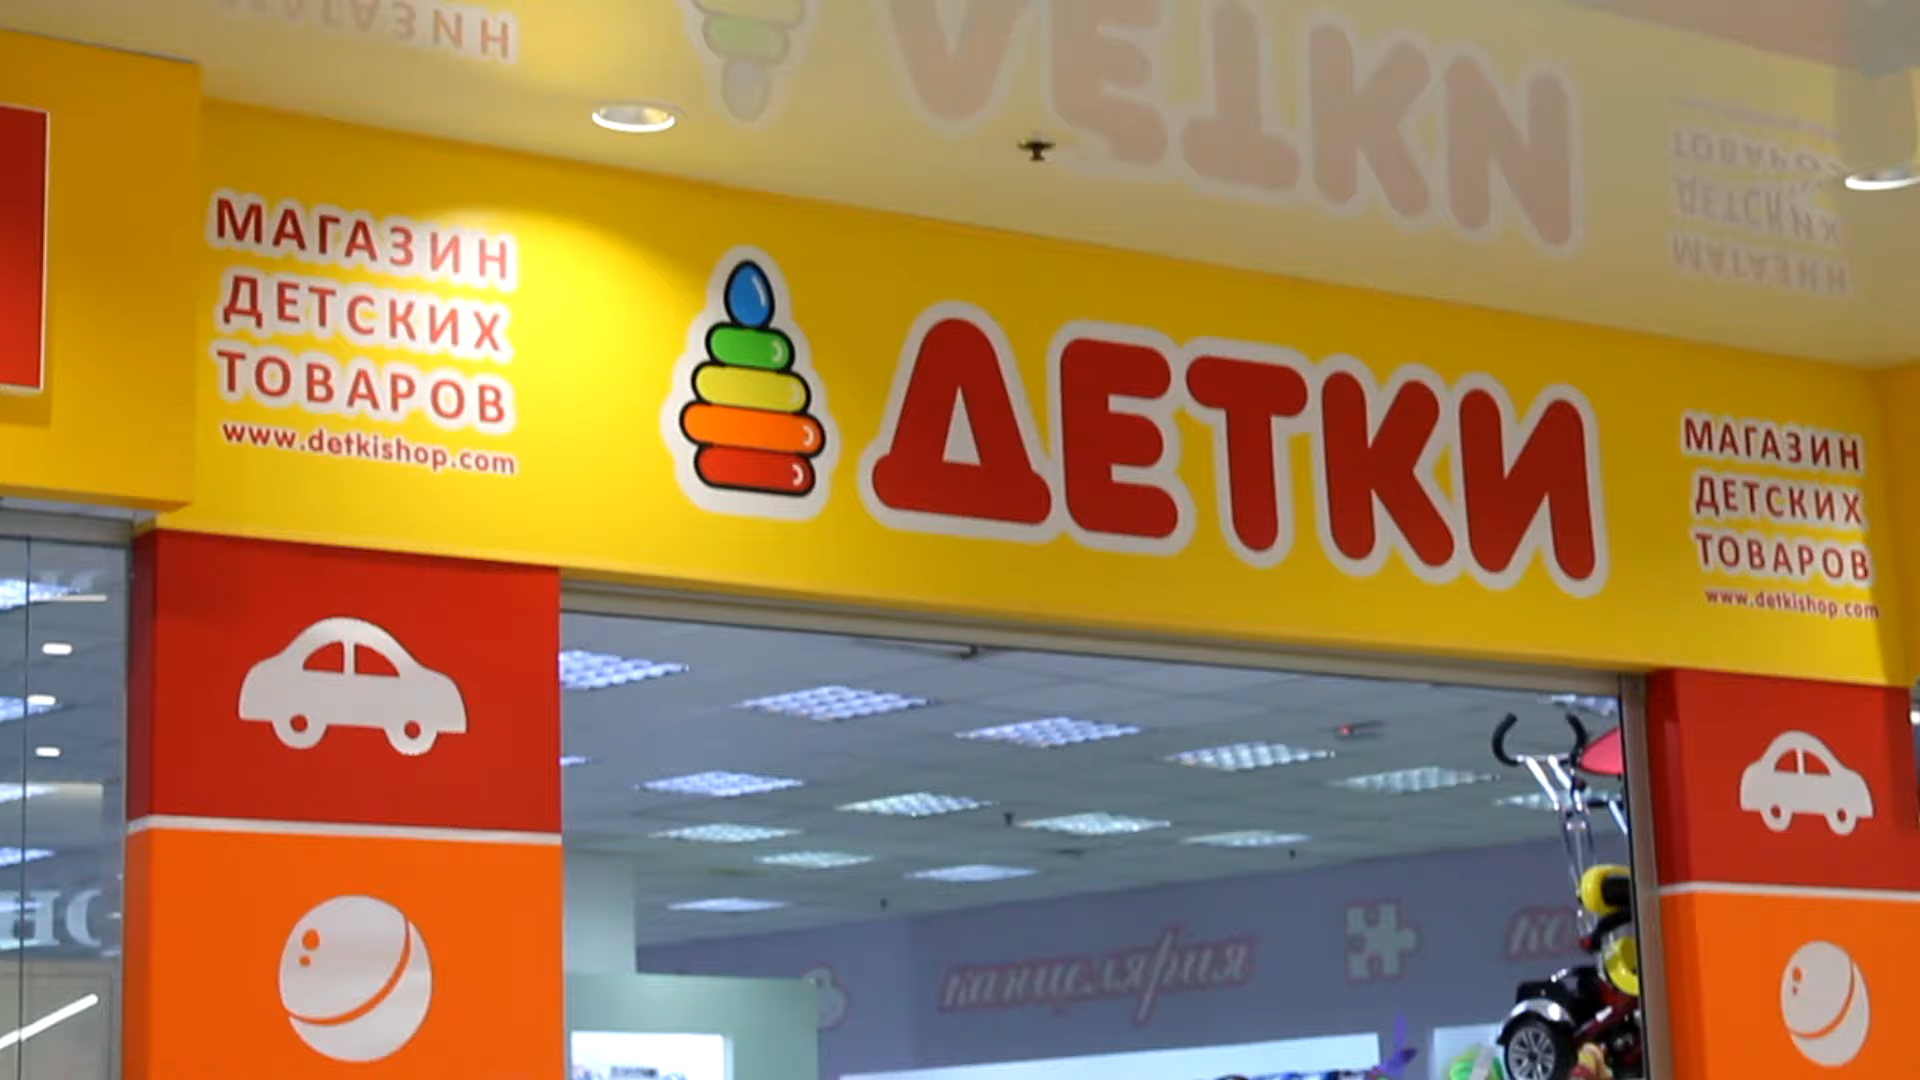 МАГАЗИН
ДЕТСКИХ
ТОВАРОВ
www.detkishop.com
ДЕТКИ
МАГАЗИН
ДЕТСКИХ
ТОВАРОВ
www.detkishop.com
канцелярия